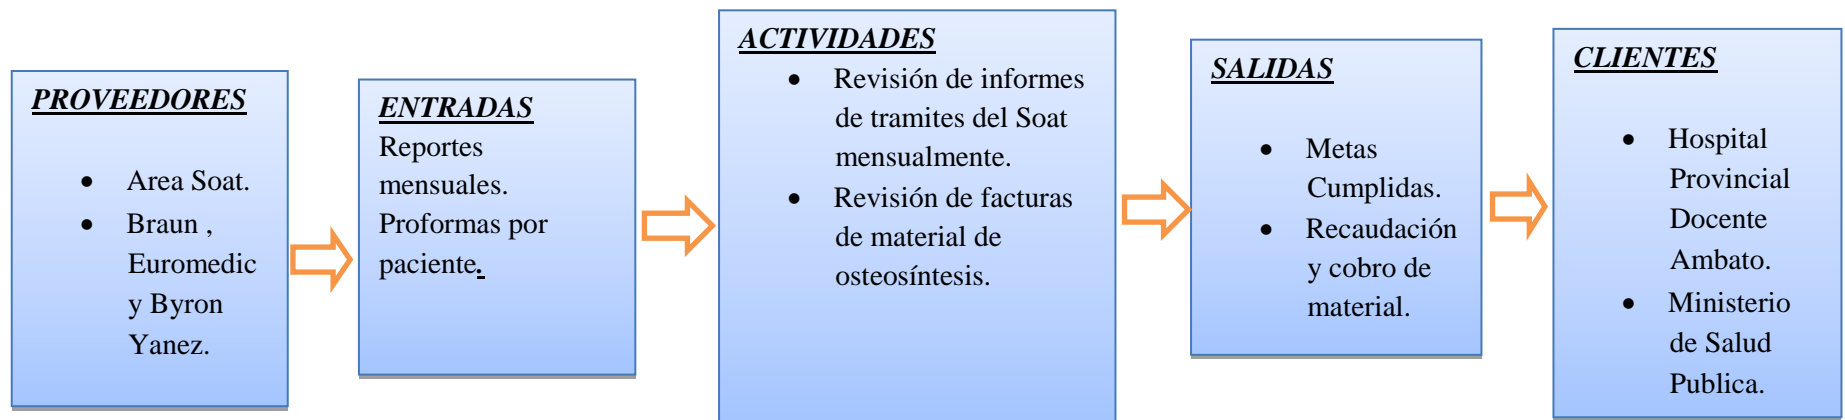 PROVEEDORES
• Area Soat.
• Braun ,
Euromedic
y Byron
Yanez.
ENTRADAS
Reportes
mensuales.
Proformas por
paciente.
ACTIVIDADES
• Revisión de informes
de tramites del Soat
mensualmente.
• Revisión de facturas
de material de
osteosíntesis.
SALIDAS
• Metas
Cumplidas.
• Recaudación
y cobro de
material.
CLIENTES
• Hospital
Provincial
Docente
Ambato.
• Ministerio
de Salud
Publica.